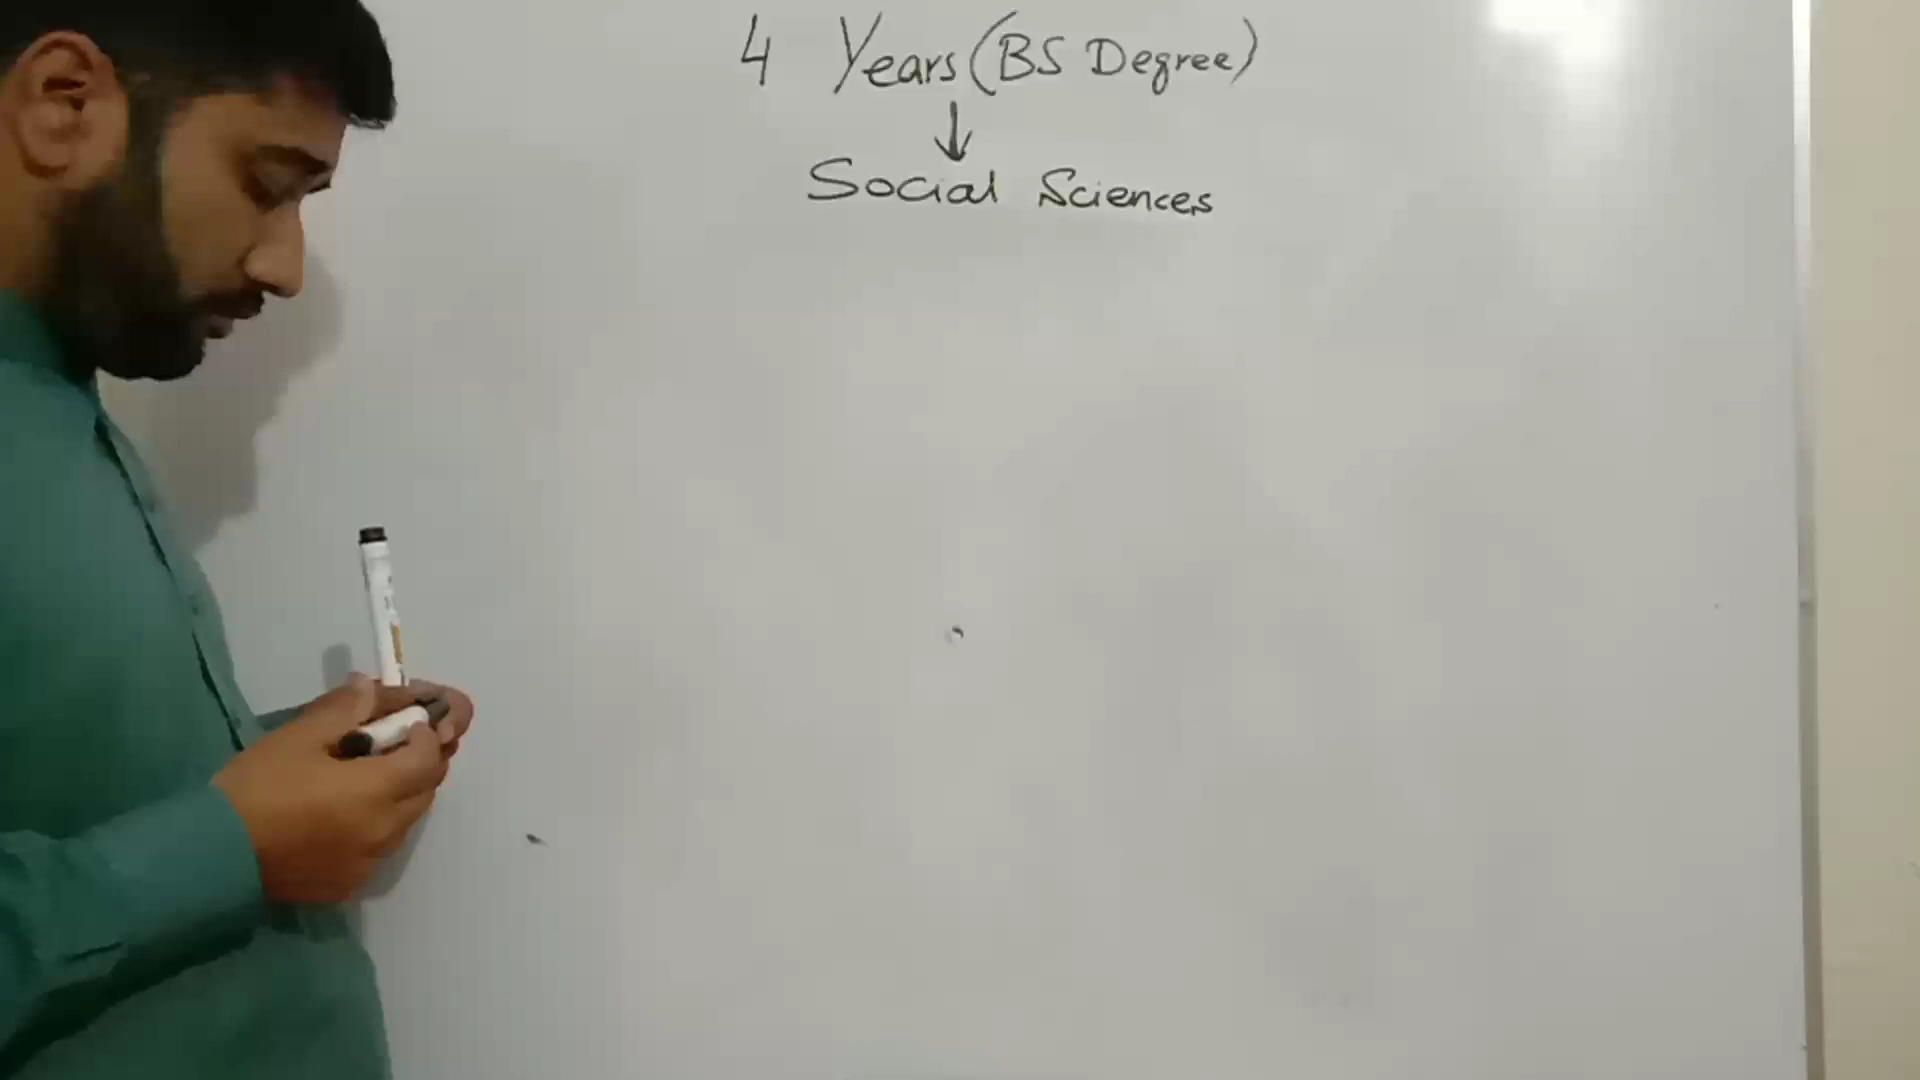 4 Years (BS Degree)
↓
Social Sciences